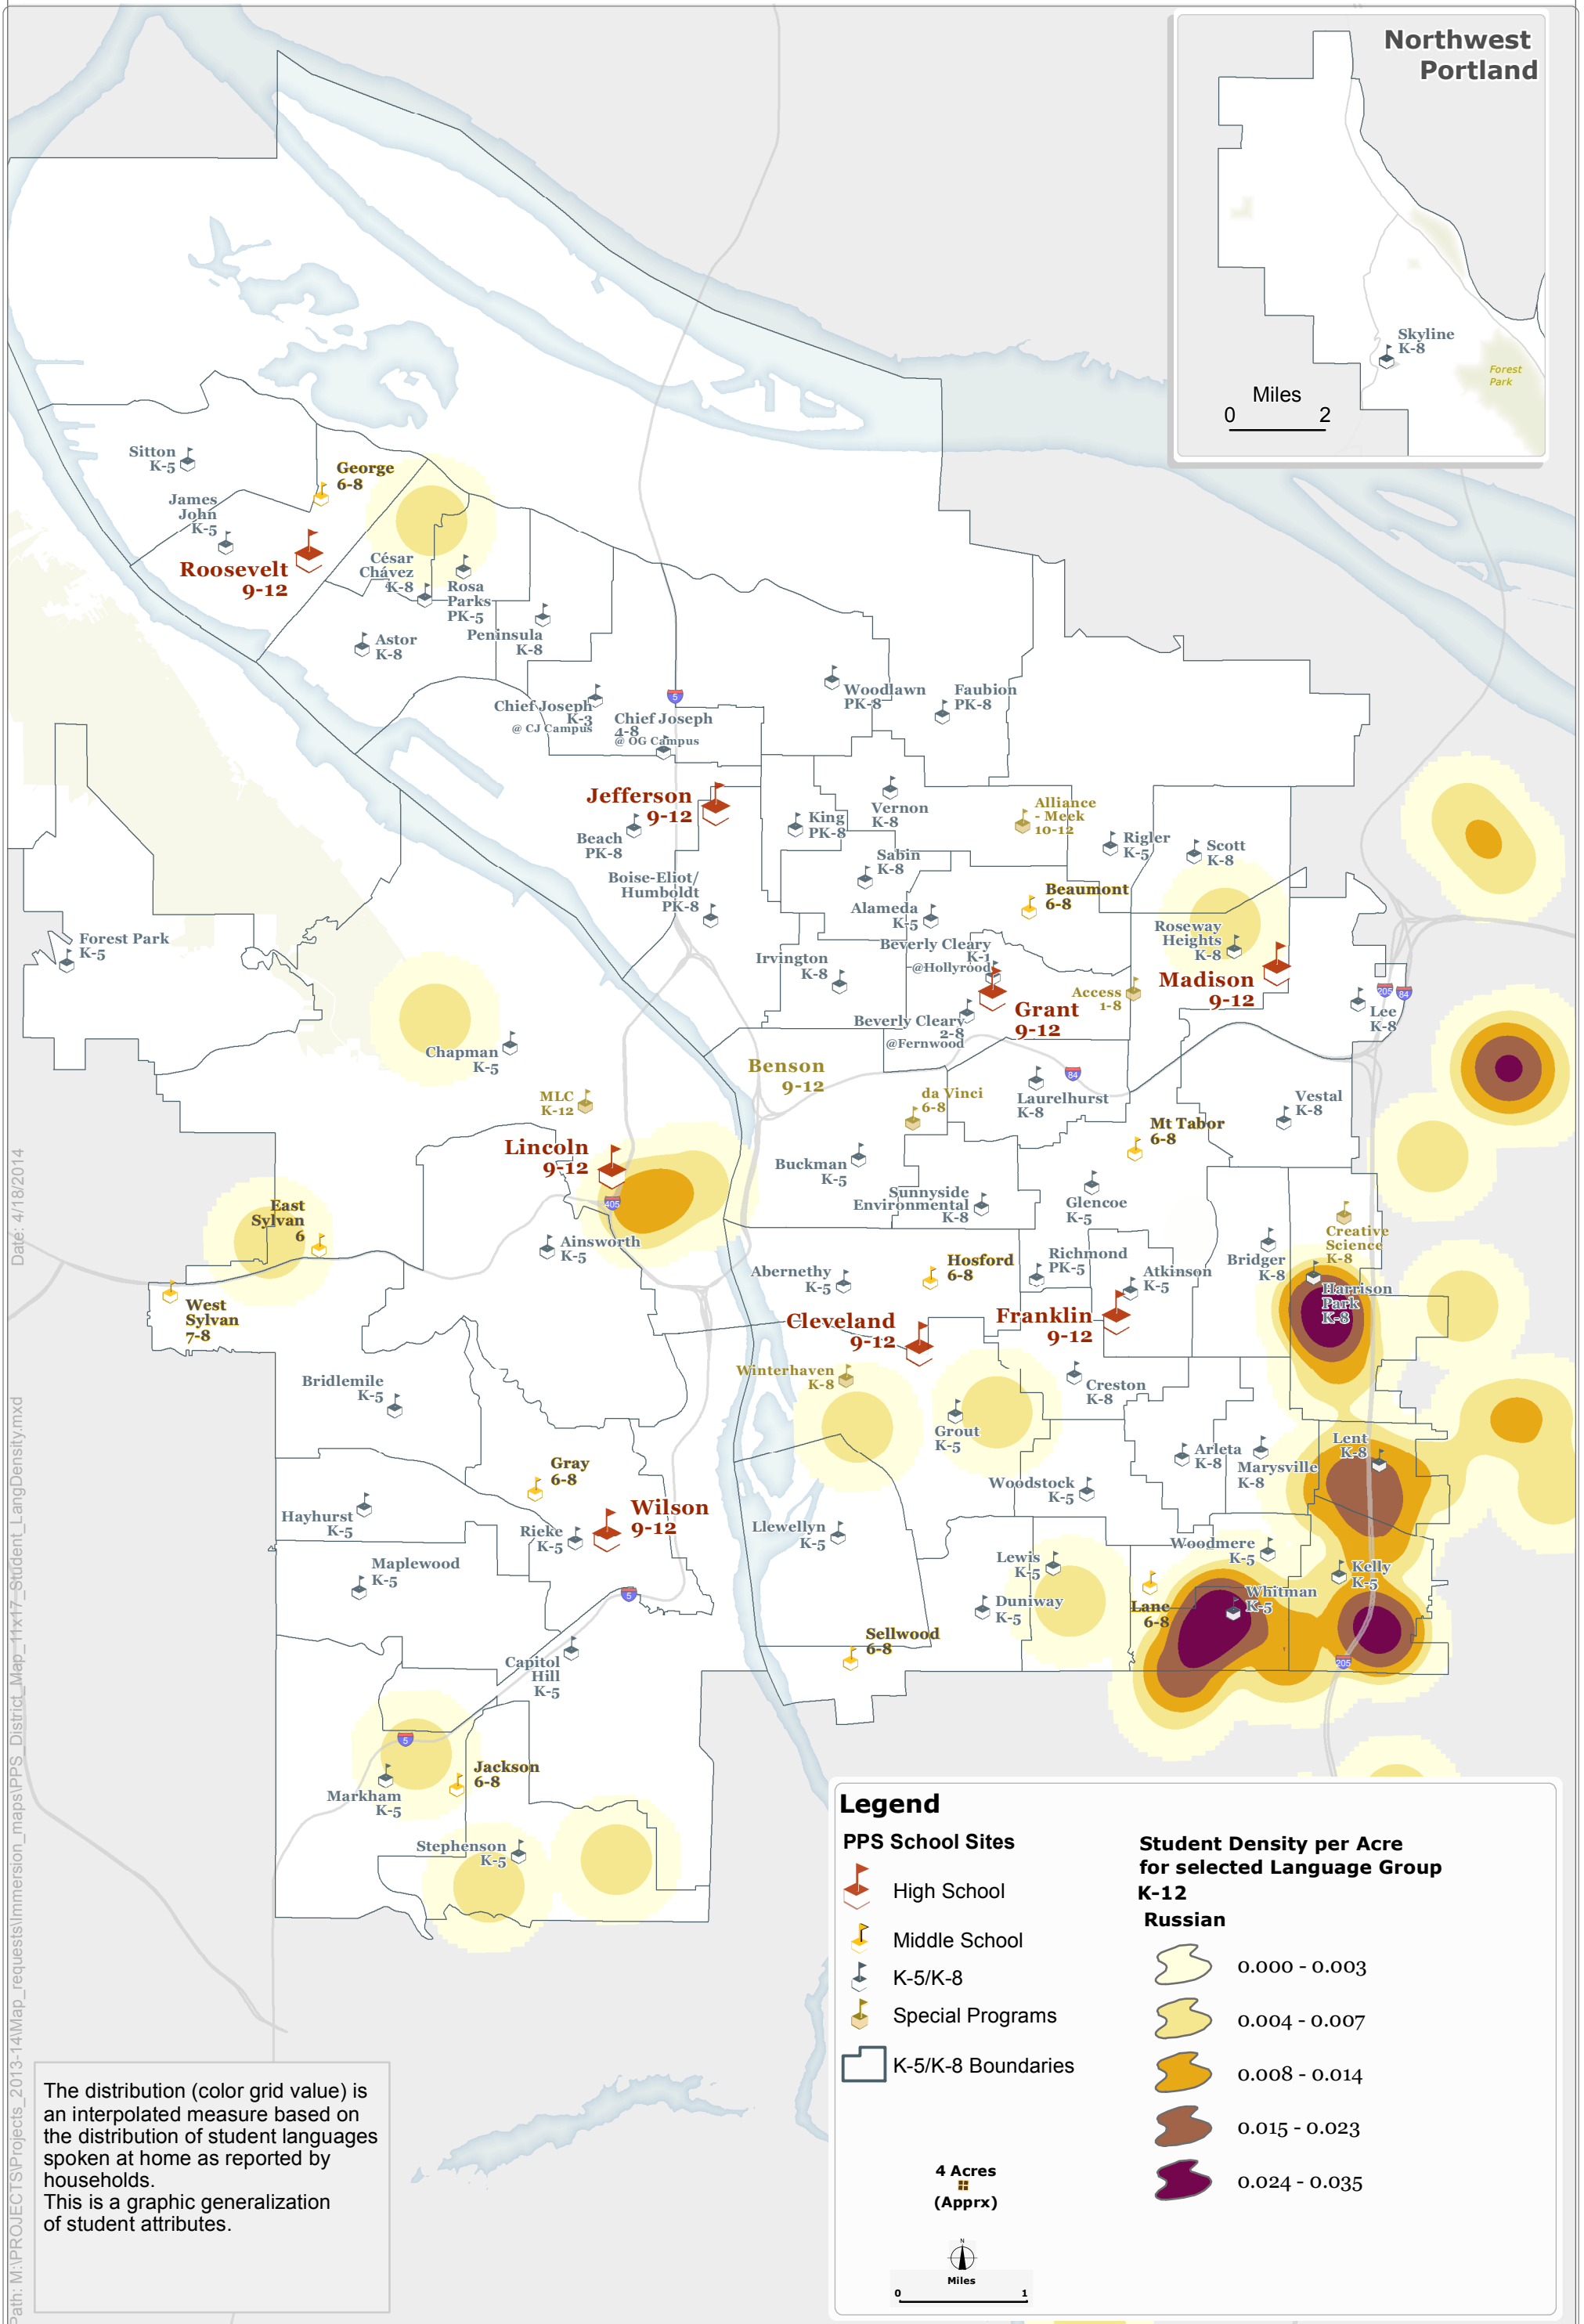 Northwest
Portland
Skyline
K-8
Forest
Park
Miles
0 2
Sitton
K-5
George
6-8
James
John
K-5
Roosevelt
9-12
César
Chávez
K-8
Rosa
Parks
PK-5
Peninsula
K-8
Astor
K-8
Chief Joseph
K-3
@ CJ Campus
Chief Joseph
4-8
@ OG Campus
5
Woodlawn
PK-8
Faubion
PK-8
Jefferson
9-12
Beach
PK-8
King
PK-8
Vernon
K-8
Alliance
- Meek
10-12
Rigler
K-5
Scott
K-8
Sabin
K-8
Boise-Eliot/
Humboldt
PK-8
Alameda
K-5
Beaumont
6-8
Roseway
Heights
K-8
Forest Park
K-5
Irvington
K-8
Beverly Cleary
K-1
@Hollyrood
Madison
9-12
Grant
9-12
Access
1-8
205
84
Lee
K-8
Beverly Cleary
2-8
@Fernwood
Chapman
K-5
Benson
9-12
84
MLC
K-12
da Vinci
6-8
Laurelhurst
K-8
Vestal
K-8
Mt Tabor
6-8
Lincoln
9-12
405
Buckman
K-5
Sunnyside
Environmental
K-8
Glencoe
K-5
East
Sylvan
6
Ainsworth
K-5
Creative
Science
K-8
Bridger
K-8
Hosford
6-8
Richmond
PK-5
Abernethy
K-5
Atkinson
K-5
Harrison
Park
K-8
West
Sylvan
7-8
Cleveland
9-12
Franklin
9-12
Winterhaven
K-8
Bridlemile
K-5
Creston
K-8
Grout
K-5
Lent
K-8
Arleta
K-8
Marysville
K-8
Gray
6-8
Woodstock
K-5
Wilson
9-12
Hayhurst
K-5
Rieke
K-5
Llewellyn
K-5
Woodmere
K-5
Maplewood
K-5
Lewis
K-5
Kelly
K-5
5
Duniway
K-5
Lane
6-8
Whitman
K-5
Sellwood
6-8
Capitol
Hill
K-5
205
5
Jackson
6-8
Markham
K-5
Stephenson
K-5
Date: 4/18/2014
Path: M:\PROJECTS\Projects_2013-14\Map_requests\Immersion_maps\PPS_District_Map_11x17_Student_LangDensity.mxd
The distribution (color grid value) is
an interpolated measure based on
the distribution of student languages
spoken at home as reported by
households.
This is a graphic generalization
of student attributes.
Legend
PPS School Sites
High School
Middle School
K-5/K-8
Special Programs
K-5/K-8 Boundaries
4 Acres
(Apprx)
N
Miles
0 1
Student Density per Acre
for selected Language Group
K-12
Russian
0.000 - 0.003
0.004 - 0.007
0.008 - 0.014
0.015 - 0.023
0.024 - 0.035